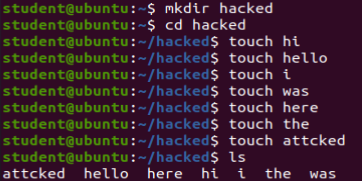 student@ubuntu:~$ mkdir hacked
student@ubuntu:~$ cd hacked
student@ubuntu:~/hacked$ touch hi
student@ubuntu:~/hacked$ touch hello
student@ubuntu:~/hacked$ touch i
student@ubuntu:~/hacked$ touch was
student@ubuntu:~/hacked$ touch here
student@ubuntu:~/hacked$ touch the
student@ubuntu:~/hacked$ touch attcked
student@ubuntu:~/hacked$ ls
attcked  hello  here  hi  i  the  was